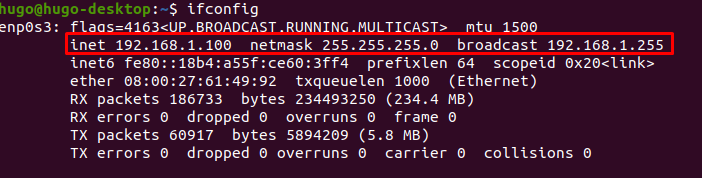 hugo@hugo-desktop:~$ ifconfig
enp0s3: flags=4163<UP,BROADCAST,RUNNING,MULTICAST>  mtu 1500
        inet 192.168.1.100  netmask 255.255.255.0  broadcast 192.168.1.255
        inet6 fe80::18b4:a55f:ce60:3ff4  prefixlen 64  scopeid 0x20<link>
        ether 08:00:27:61:49:92  txqueuelen 1000  (Ethernet)
        RX packets 186733  bytes 234493250 (234.4 MB)
        RX errors 0  dropped 0  overruns 0  frame 0
        TX packets 60917  bytes 5894209 (5.8 MB)
        TX errors 0  dropped 0 overruns 0  carrier 0  collisions 0